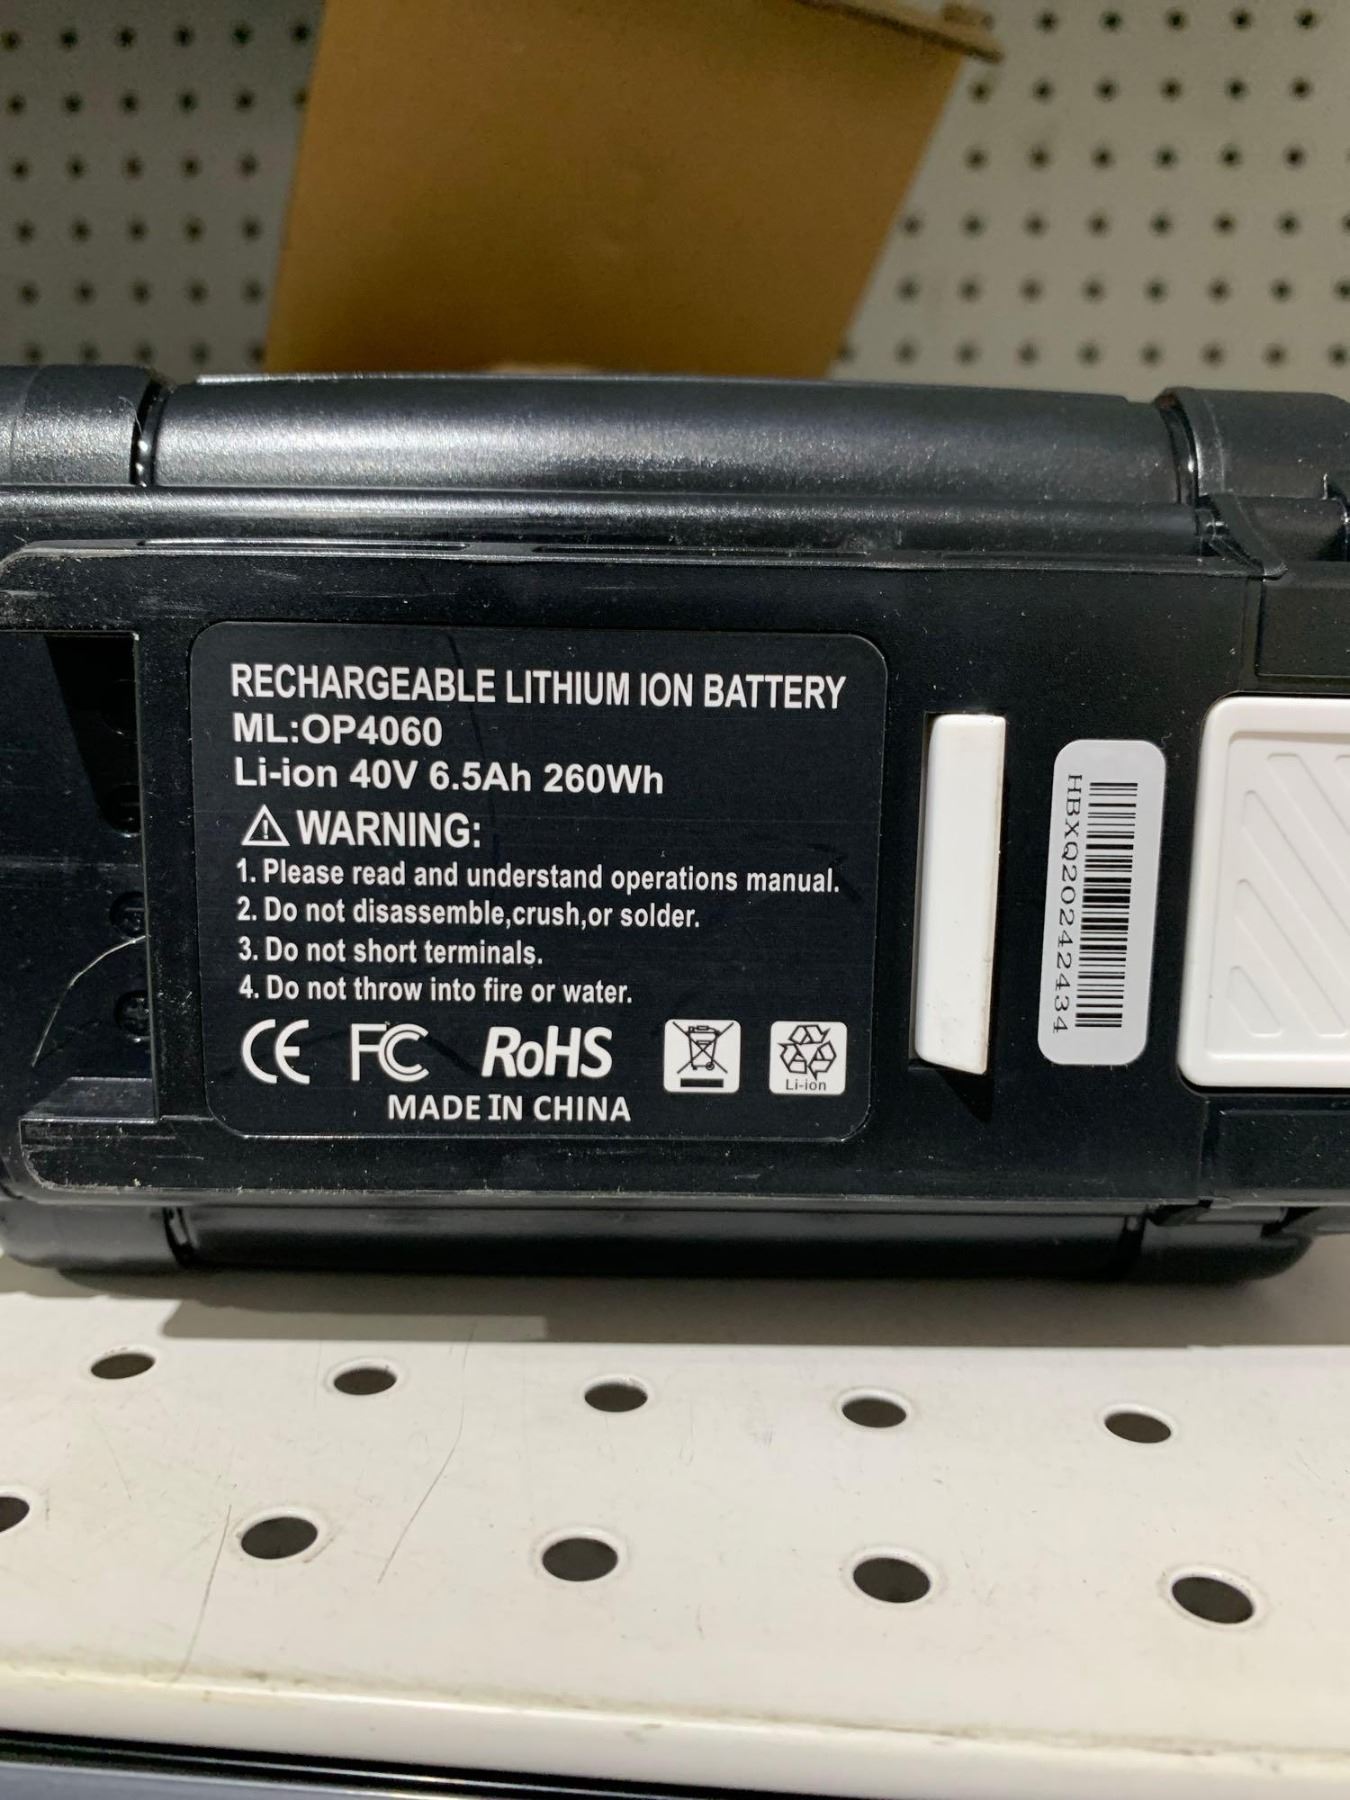 RECHARGEABLE LITHIUM ION BATTERY
ML:OP4060
Li-ion 40V 6.5Ah 260Wh
WARNING:
1. Please read and understand operations manual.
2. Do not disassemble,crush,or solder.
3. Do not short terminals.
4. Do not throw into fire or water.
CE FC RoHS
Li-ion
MADE IN CHINA
HBXQ202422434